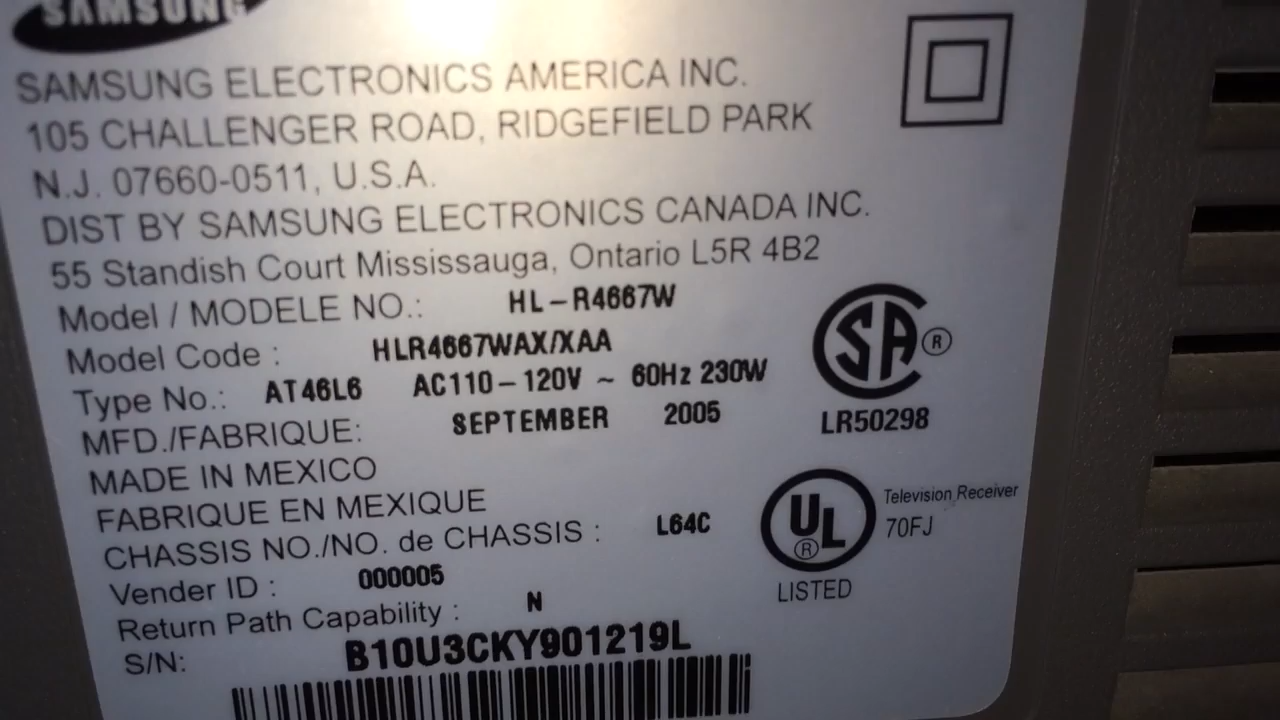 SAMSUNG
SAMSUNG ELECTRONICS AMERICA INC.
105 CHALLENGER ROAD, RIDGEFIELD PARK
N.J. 07660-0511, U.S.A.
DIST BY SAMSUNG ELECTRONICS CANADA INC.
55 Standish Court Mississauga, Ontario L5R 4B2
Model / MODELE NO.: HL-R4667W
Model Code : HLR4667WAX/XAA
Type No.: AT46L6 AC110-120V ~ 60Hz 230W
MFD./FABRIQUE: SEPTEMBER 2005
MADE IN MEXICO
FABRIQUE EN MEXIQUE
CHASSIS NO./NO. de CHASSIS : L64C
Vender ID : 000005
Return Path Capability : N
S/N: B10U3CKY901219L
SA ®
LR50298
UL ®
Television Receiver
70FJ
LISTED